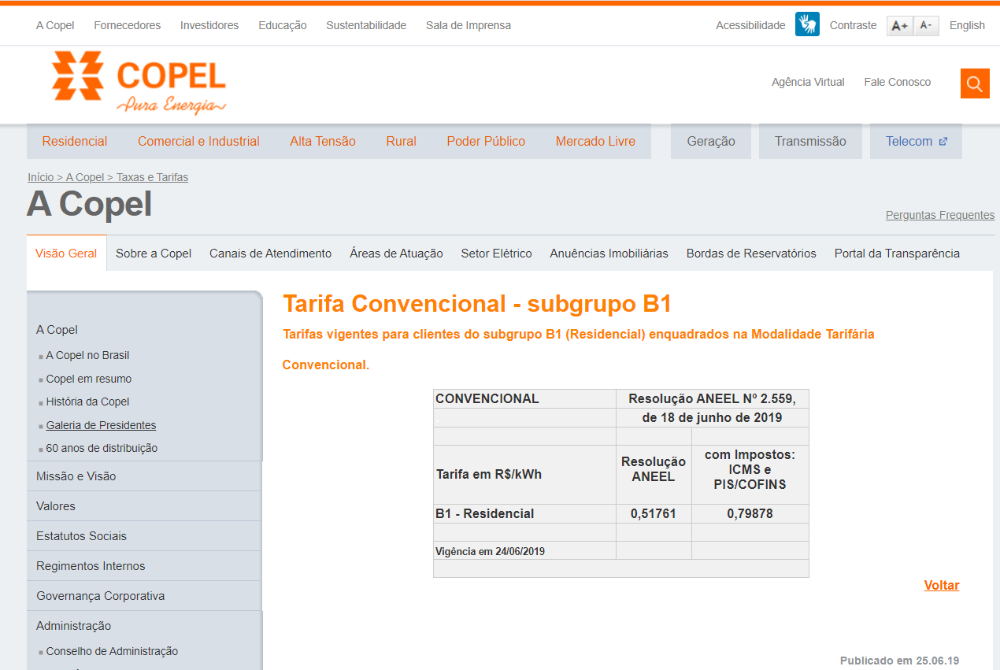 A Copel Fornecedores Investidores Educação Sustentabilidade Sala de Imprensa Acessibilidade Contraste A+ A- English
COPEL
Pura Energia
Agência Virtual Fale Conosco
Residencial Comercial e Industrial Alta Tensão Rural Poder Público Mercado Livre Geração Transmissão Telecom
Início > A Copel > Taxas e Tarifas
A Copel
Perguntas Frequentes
Visão Geral Sobre a Copel Canais de Atendimento Áreas de Atuação Setor Elétrico Anuências Imobiliárias Bordas de Reservatórios Portal da Transparência
A Copel
A Copel no Brasil
Copel em resumo
História da Copel
Galeria de Presidentes
60 anos de distribuição
Missão e Visão
Valores
Estatutos Sociais
Regimentos Internos
Governança Corporativa
Administração
Conselho de Administração
Tarifa Convencional - subgrupo B1
Tarifas vigentes para clientes do subgrupo B1 (Residencial) enquadrados na Modalidade Tarifária
Convencional.
CONVENCIONAL Resolução ANEEL Nº 2.559,
de 18 de junho de 2019
Tarifa em R$/kWh
Resolução
ANEEL
com Impostos:
ICMS e
PIS/COFINS
B1 - Residencial 0,51761 0,79878
Vigência em 24/06/2019
Voltar
Publicado em 25.06.19